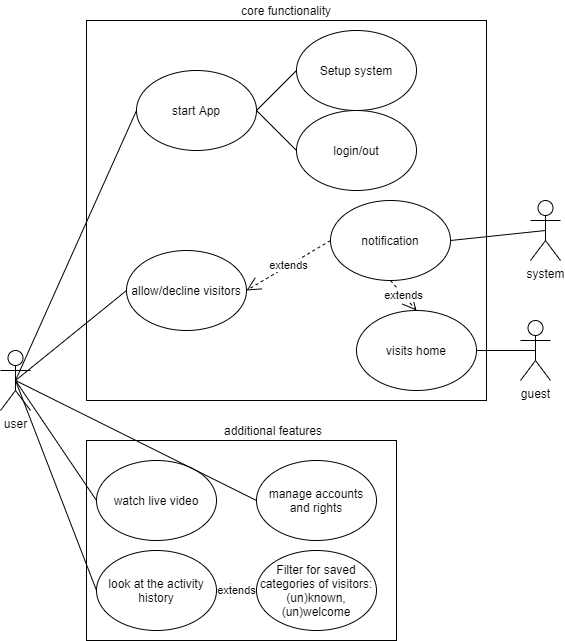 core functionality
Setup system
start App
login/out
notification
system
extends
allow/decline visitors
extends
visits home
guest
user
additional features
watch live video
manage accounts
and rights
look at the activity
history
extends
Filter for saved
categories of visitors:
(un)known,
(un)welcome